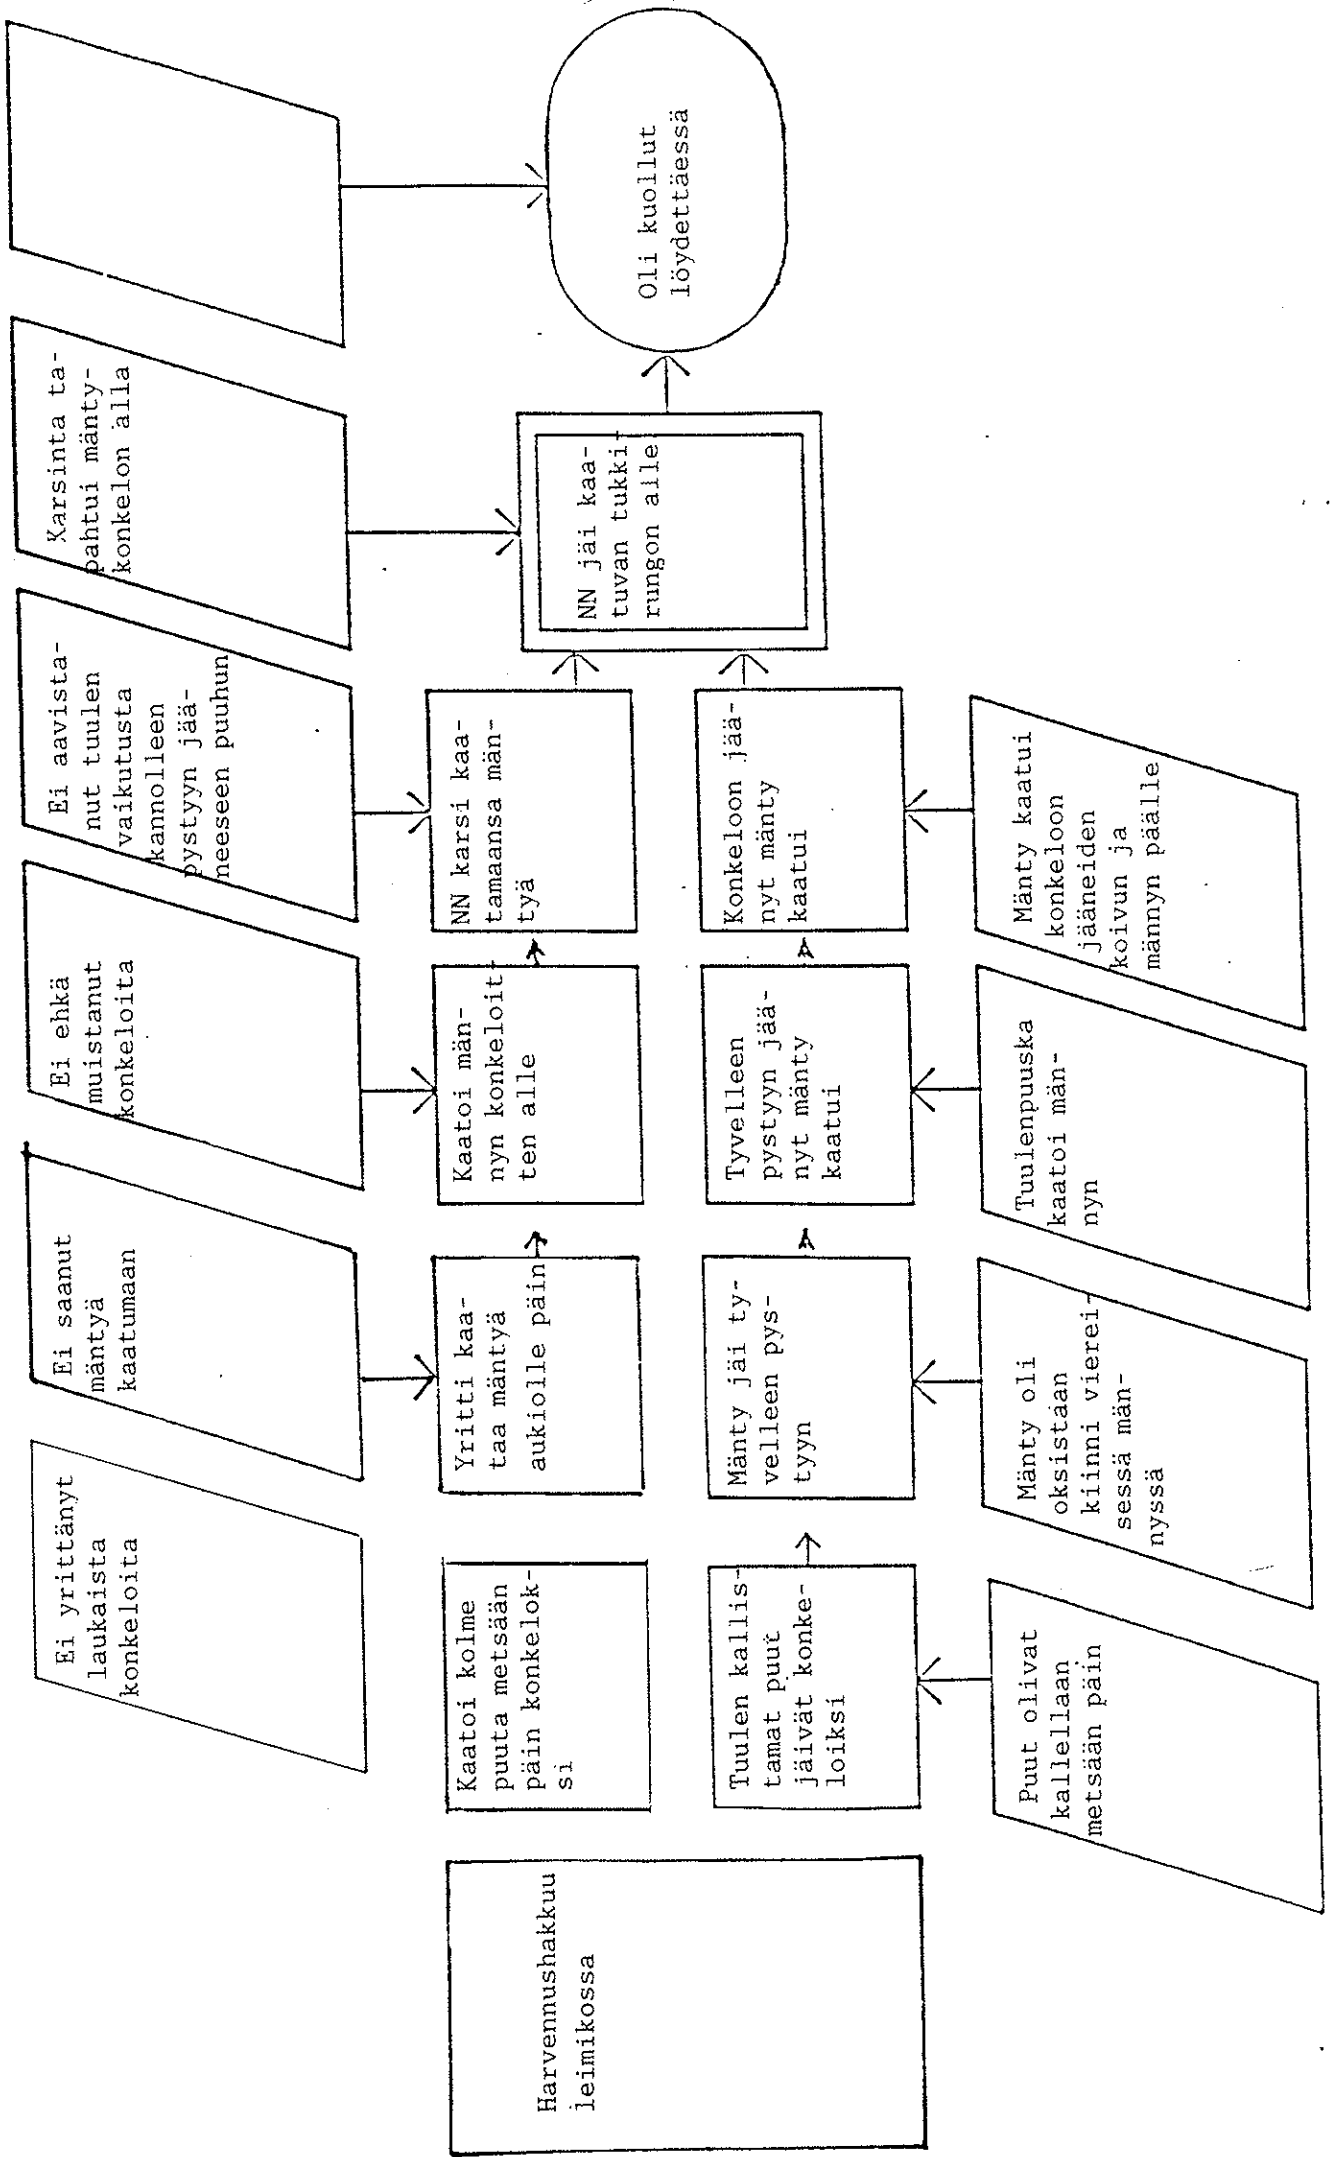 Ei yrittänyt
laukaista
konkeloita
Ei saanut
mäntyä
kaatumaan
Ei ehkä
muistanut
konkeloita
Ei aavista-
nut tuulen
vaikutusta
kannolleen
pystyyn jää-
neeseen puuhun
Karsinta ta-
pahtui mänty-
konkelon alla
Harvennushakkuu
leimikossa
Kaatoi kolme
puuta metsään
päin konkelok-
si
Yritti kaa-
taa mäntyä
aukiolle päin
Kaatoi män-
nyn konkeloit-
ten alle
NN karsi kaa-
tamaansa män-
tyä
NN jäi kaa-
tuvan tukki-
rungon alle
Oli kuollut
löydettäessä
Tuulen kallis-
tamat puut
jäivät konke-
loiksi
Mänty jäi ty-
velleen pys-
tyyn
Tyvelleen
pystyyn jää-
nyt mänty
kaatui
Konkeloon jää-
nyt mänty
kaatui
Puut olivat
kallellaan
metsään päin
Mänty oli
oksistaan
kiinni vierei-
sessä män-
nyssä
Tuulenpuuska
kaatoi män-
nyn
Mänty kaatui
konkeloon
jääneiden
koivun ja
männyn päälle